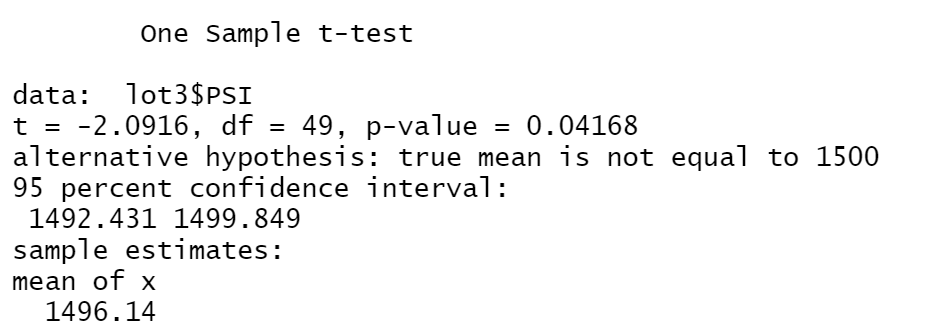 One Sample t-test
data: lot3$PSI
t = -2.0916, df = 49, p-value = 0.04168
alternative hypothesis: true mean is not equal to 1500
95 percent confidence interval:
1492.431 1499.849
sample estimates:
mean of x
1496.14